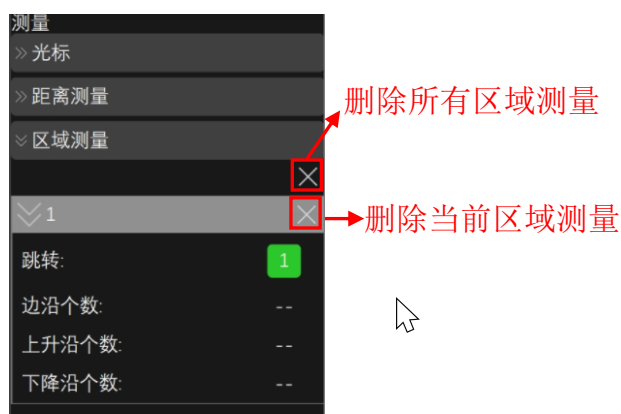 测量
光标
距离测量
删除所有区域测量
区域测量
1
删除当前区域测量
跳转: 1
边沿个数: --
上升沿个数: --
下降沿个数: --